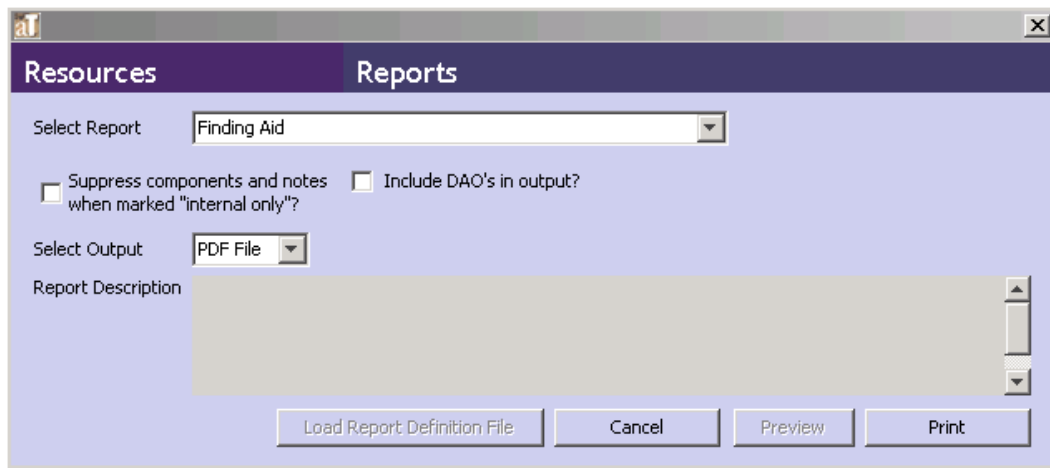 aT
Resources
Reports
Select Report
Finding Aid
Suppress components and notes
when marked "internal only"?
Include DAO's in output?
Select Output
PDF File
Report Description
Load Report Definition File
Cancel
Preview
Print